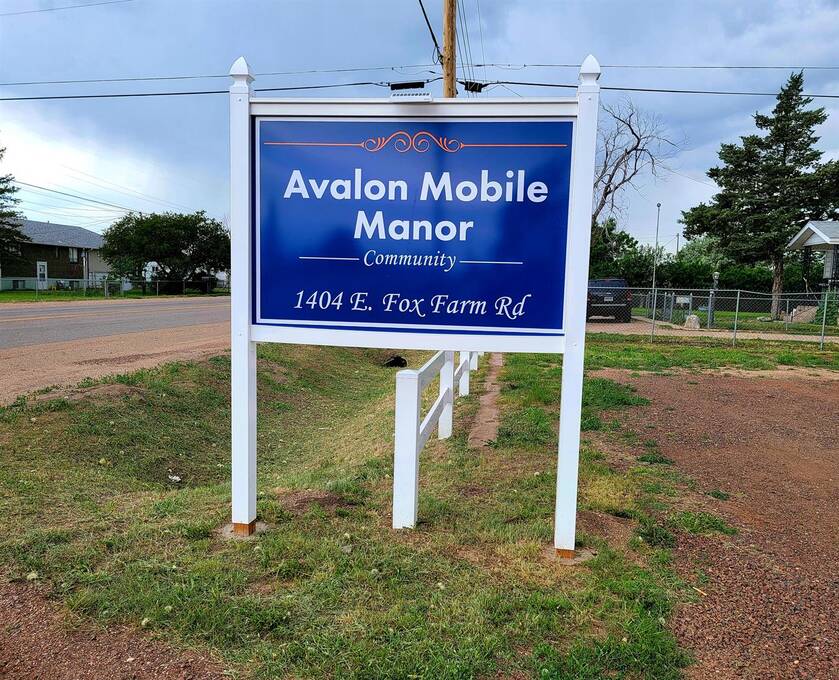 Avalon Mobile
Manor
Community
1404 E. Fox Farm Rd